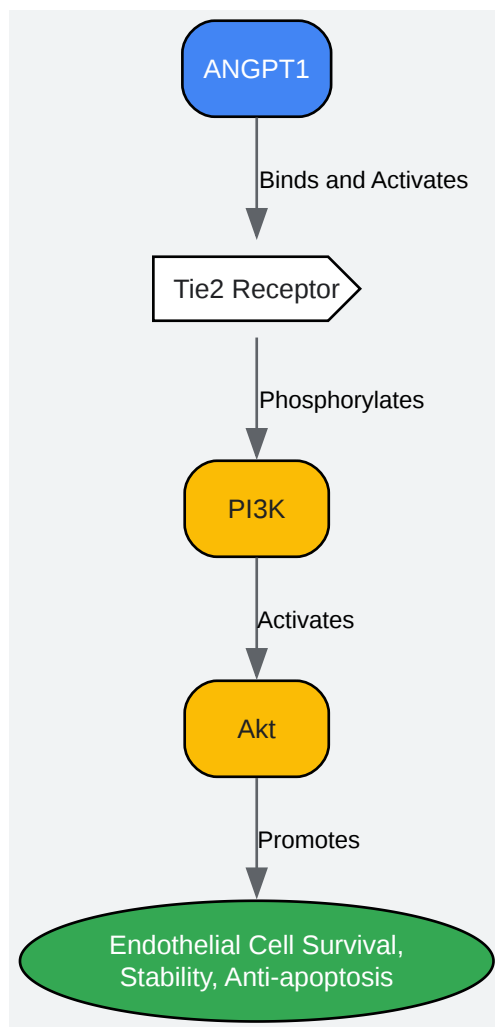 ANGPT1
Binds and Activates
Tie2 Receptor
Phosphorylates
PI3K
Activates
Akt
Promotes
Endothelial Cell Survival,
Stability, Anti-apoptosis